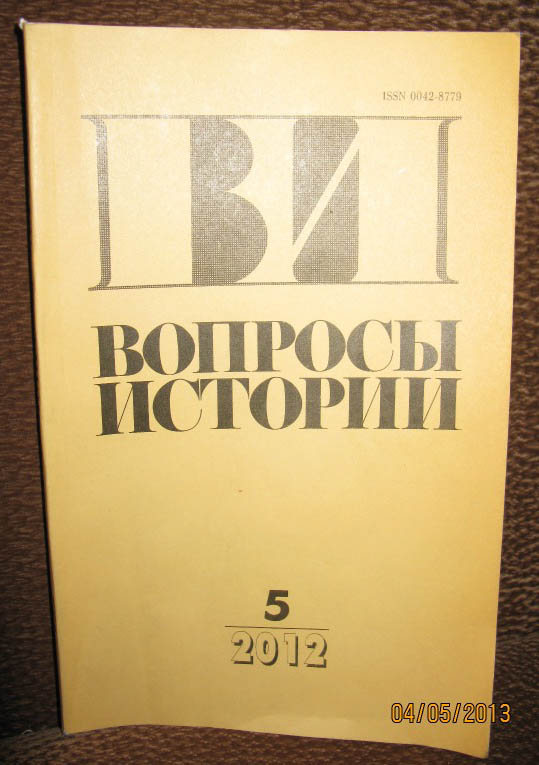 ISSN 0042-8779
ВИ
ВОПРОСЫ
ИСТОРИИ
5
2012
04/05/2013